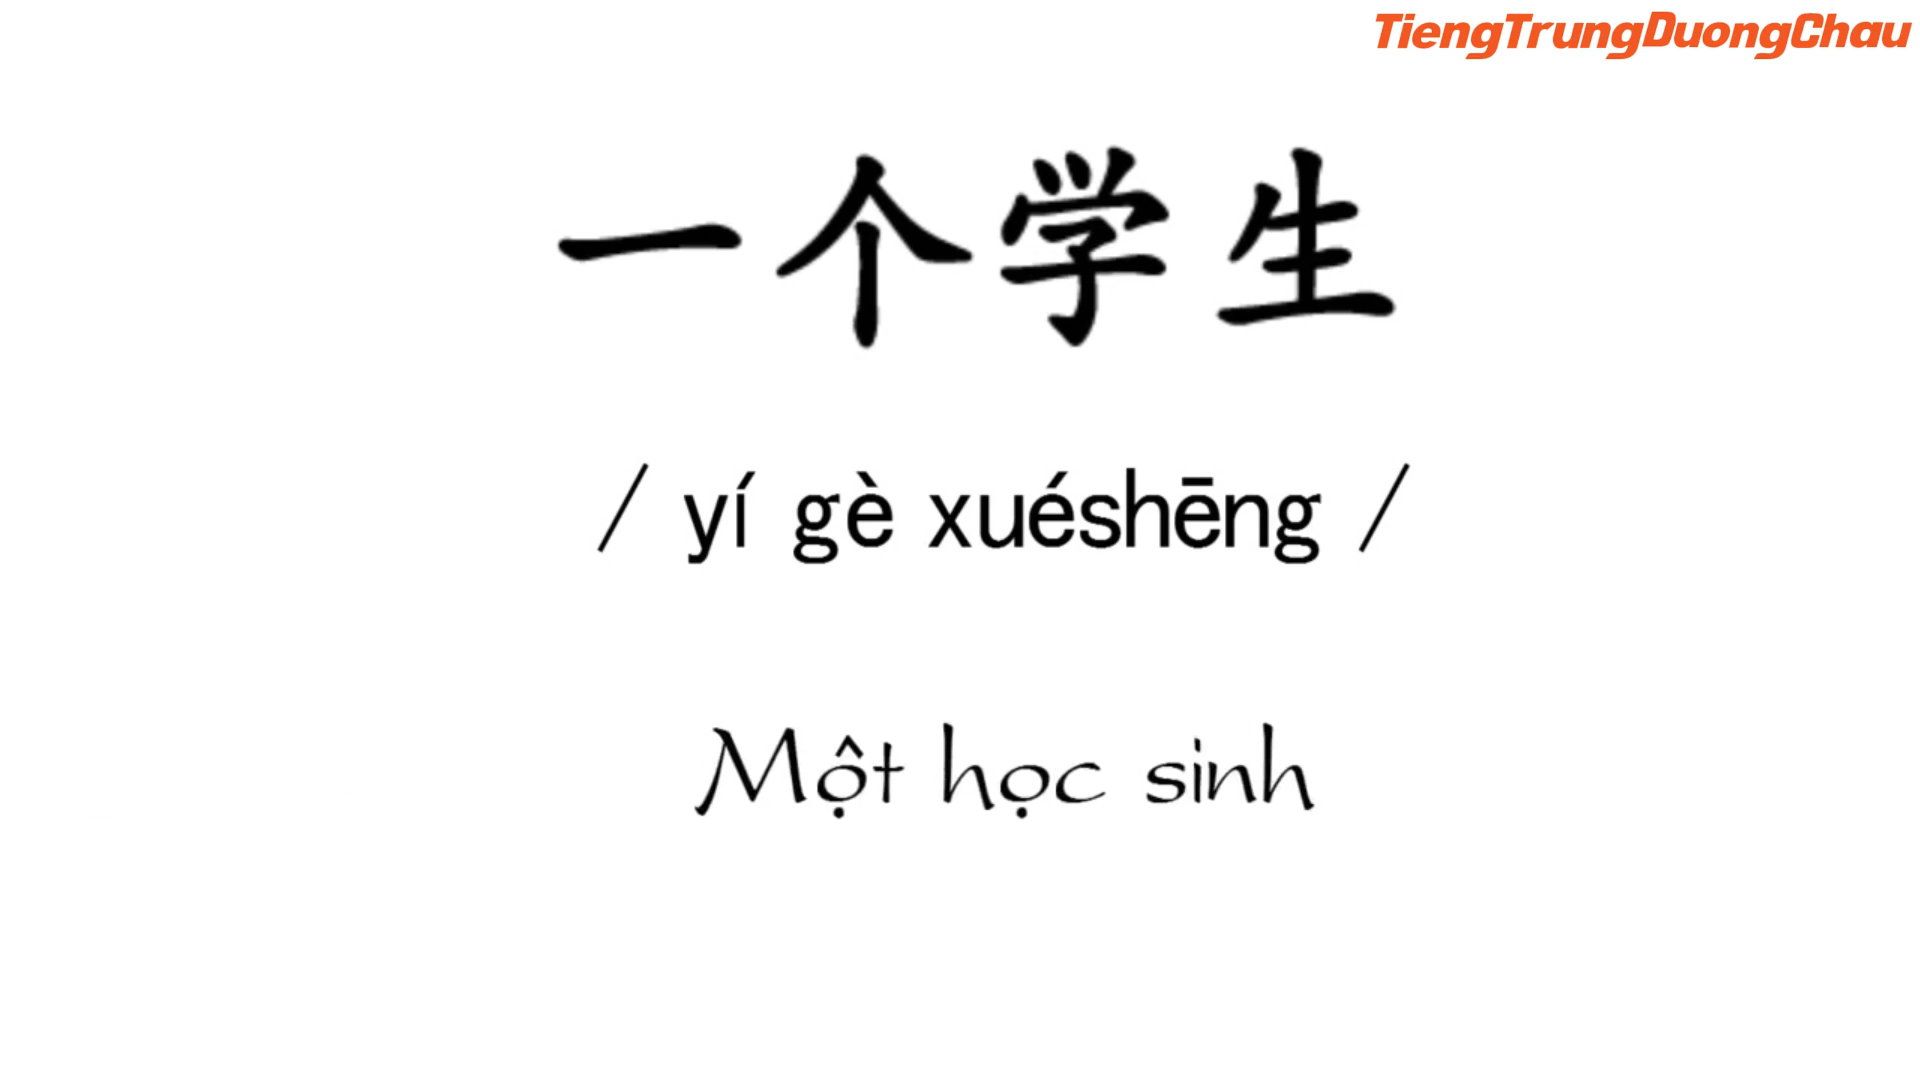 TiengTrungDuongChau
一个学生
/ yí gè xuéshēng /
Một học sinh